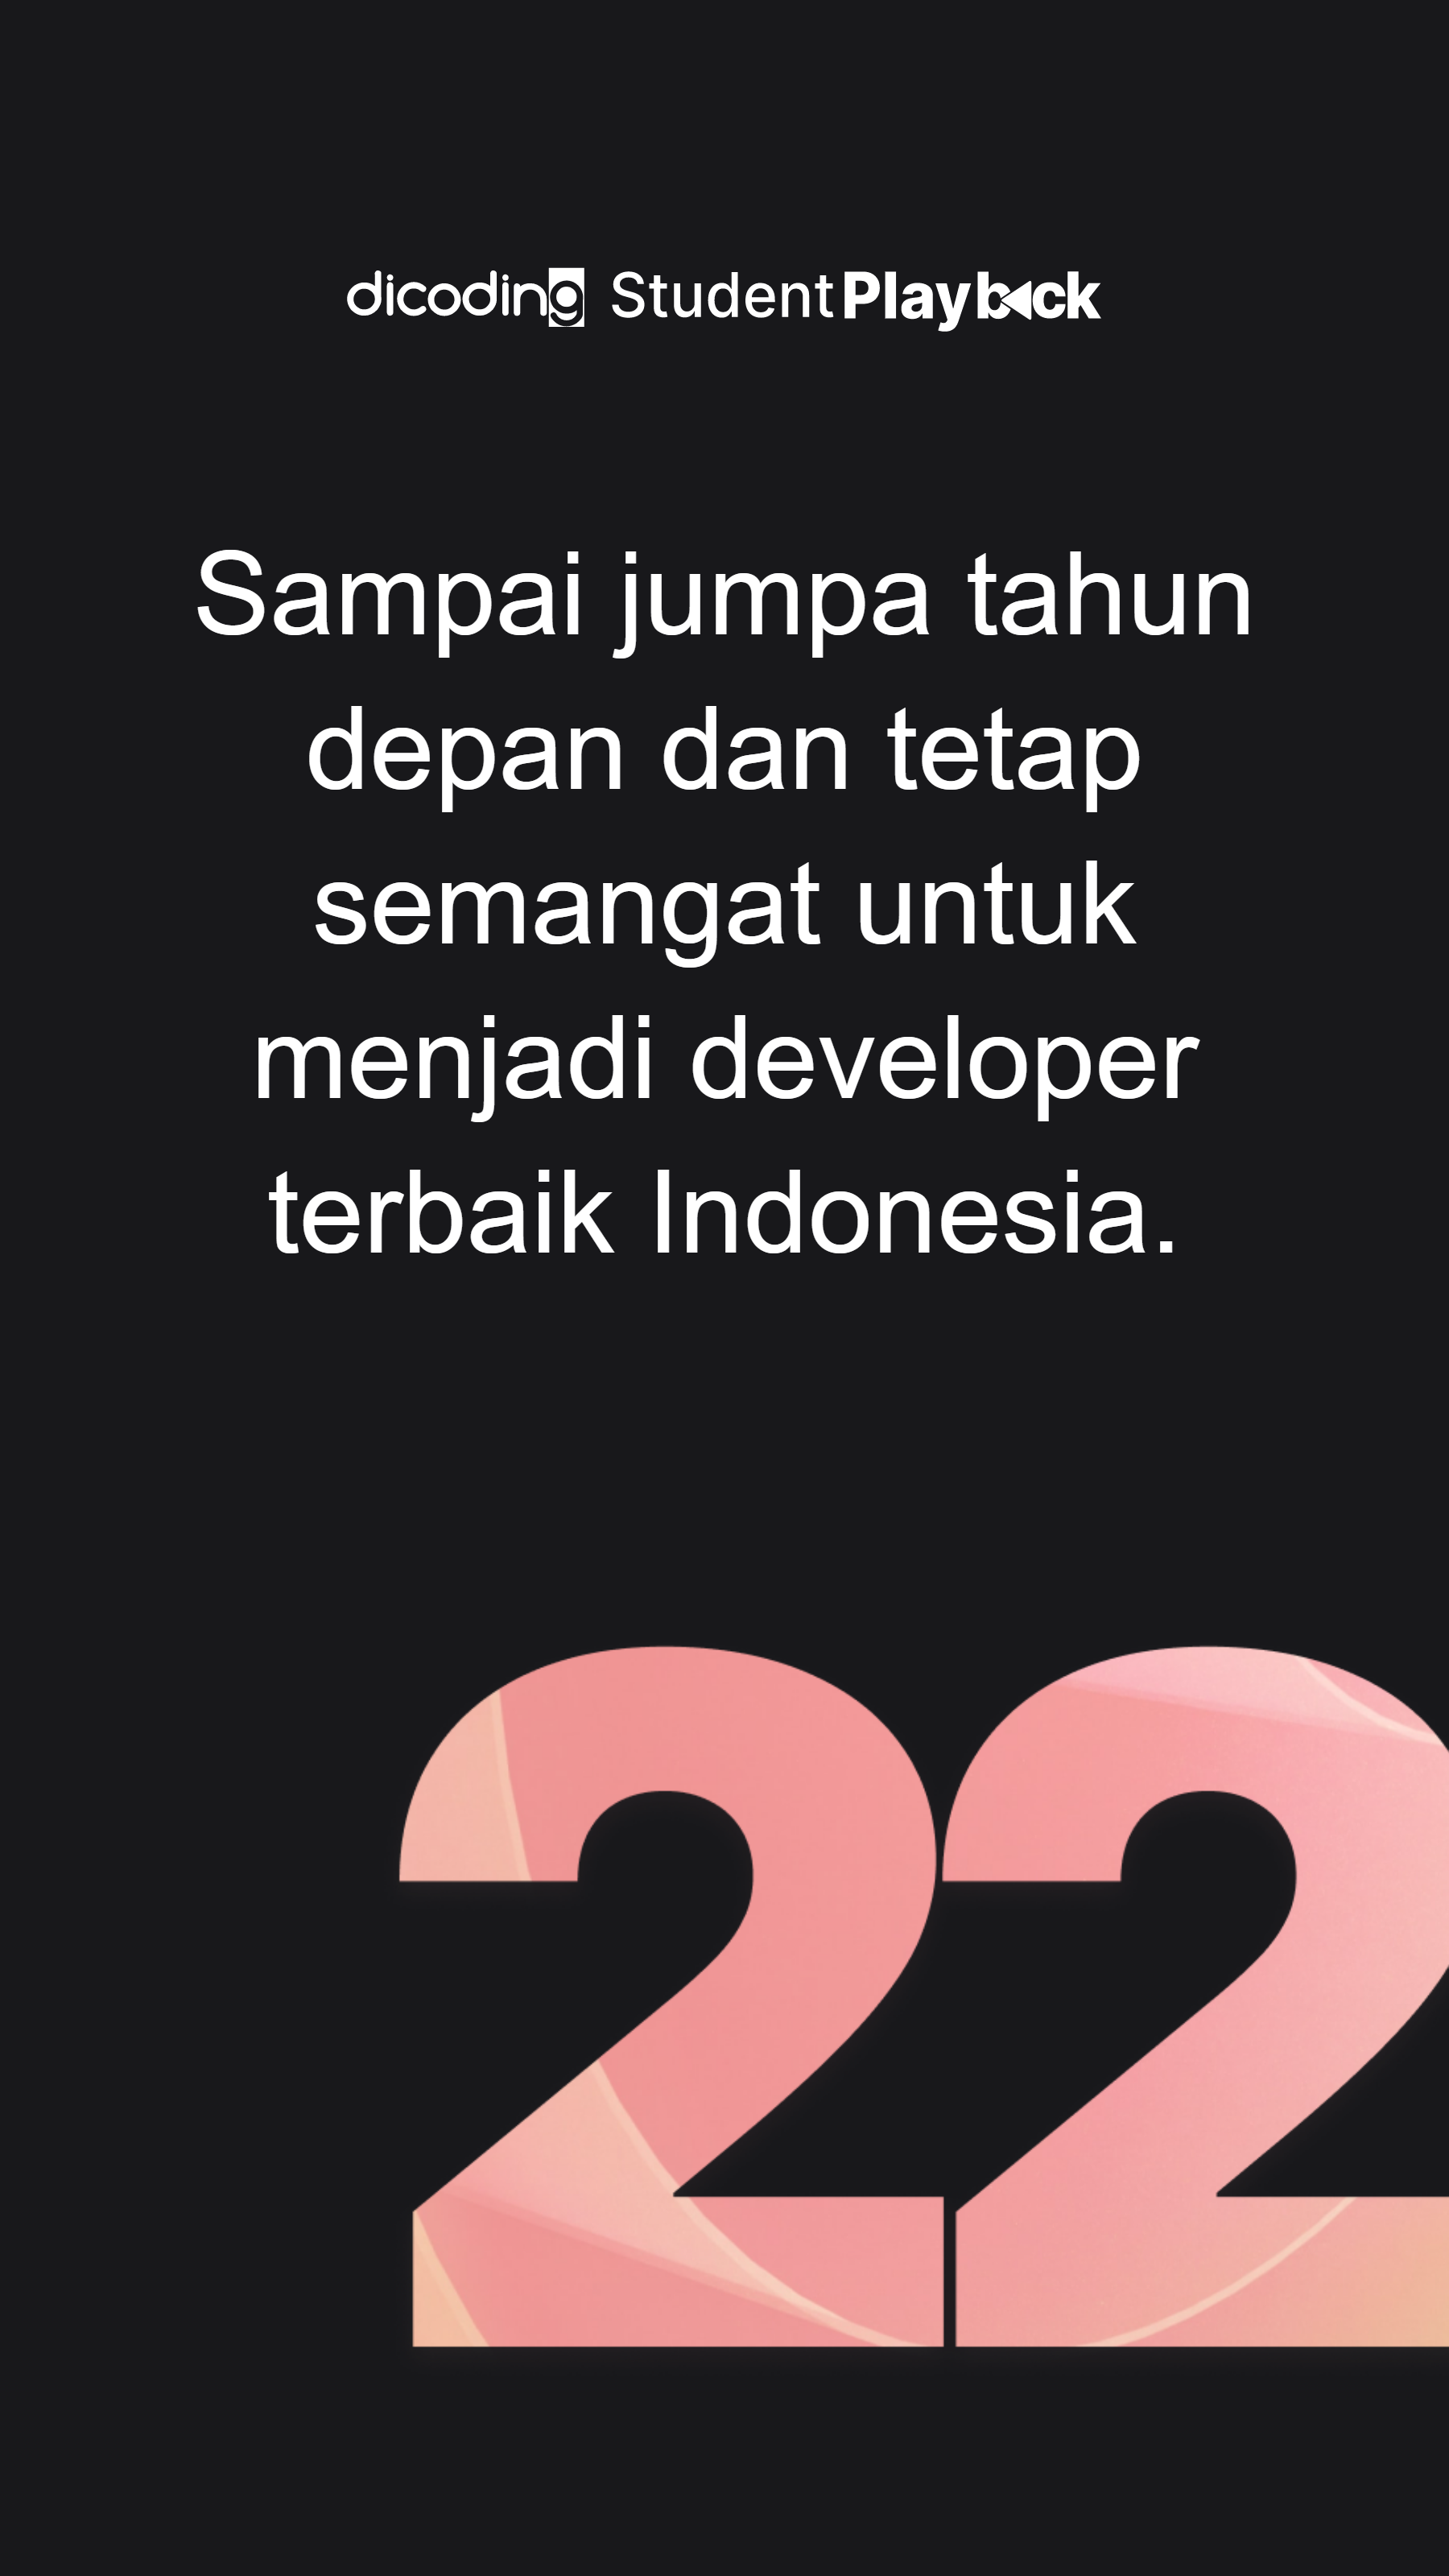 dicoding Student Playback
Sampai jumpa tahun
depan dan tetap
semangat untuk
menjadi developer
terbaik Indonesia.
22